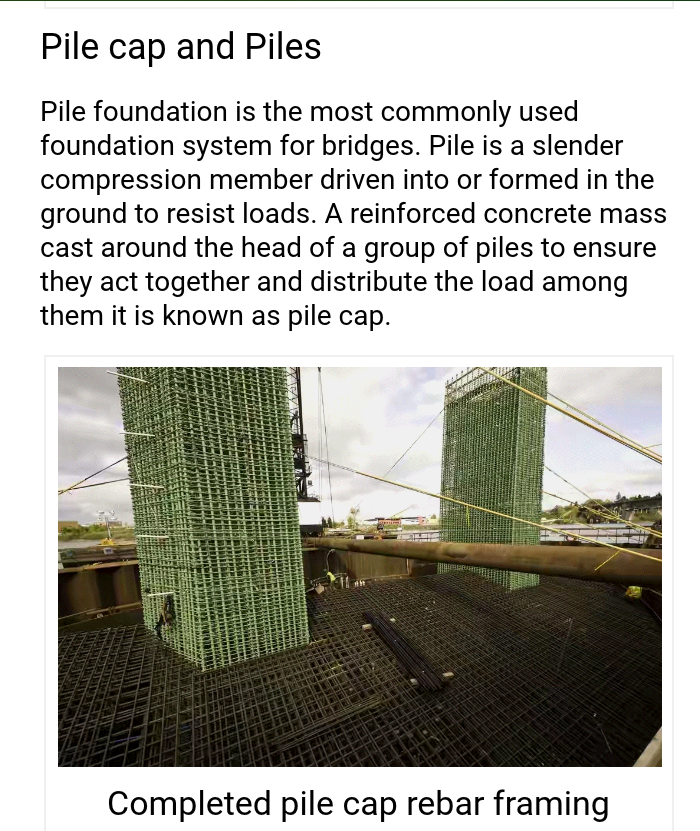 Pile cap and Piles
Pile foundation is the most commonly used
foundation system for bridges. Pile is a slender
compression member driven into or formed in the
ground to resist loads. A reinforced concrete mass
cast around the head of a group of piles to ensure
they act together and distribute the load among
them it is known as pile cap.
Completed pile cap rebar framing